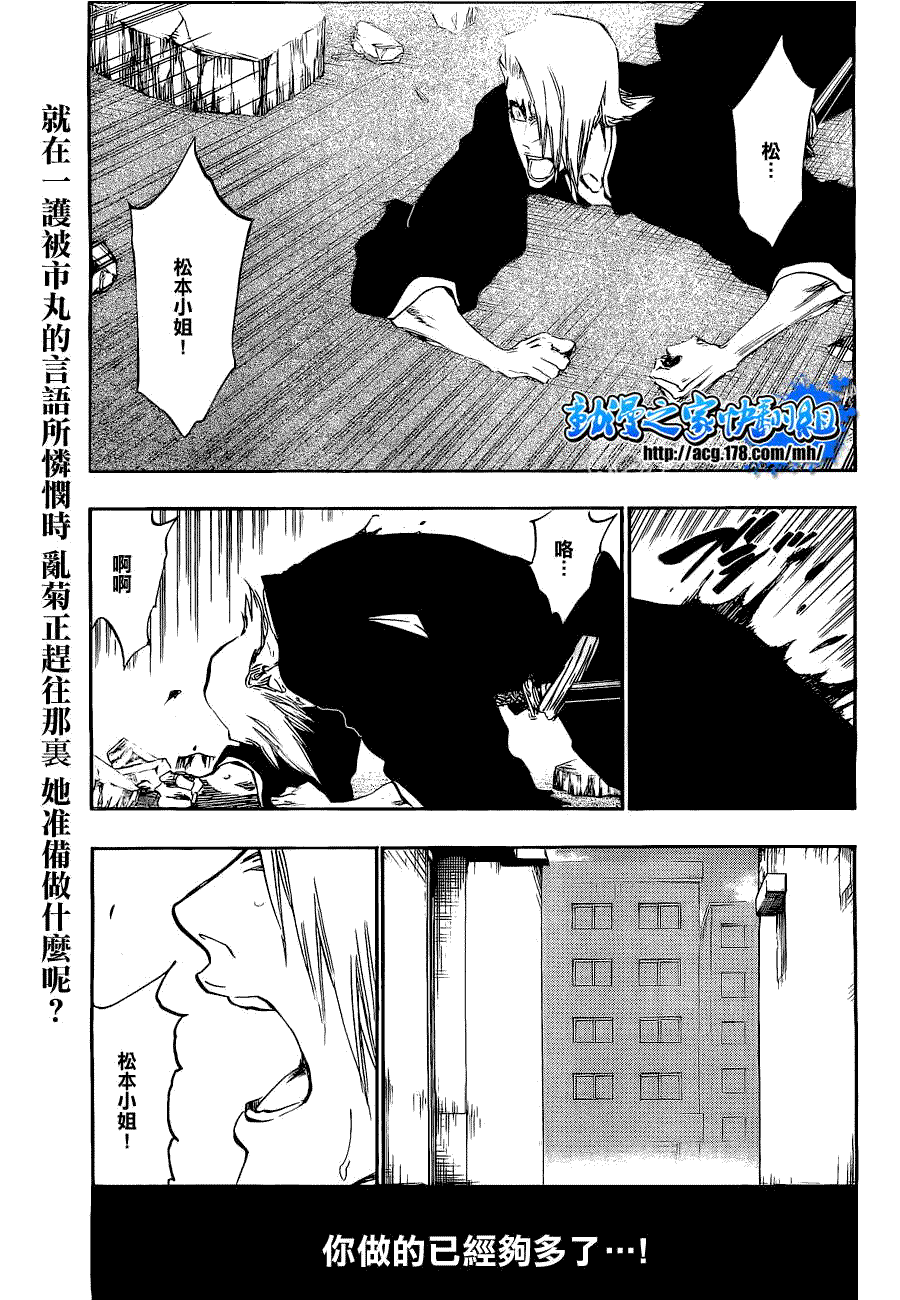 就在一護被市丸的言語所憐憫時 亂菊正趕往那裏 她准備做什麼呢?
松…
松本小姐!
動漫之家快翻組
http://acg.178.com/mh/
咯…
啊啊
松本小姐!
你做的已經夠多了…!